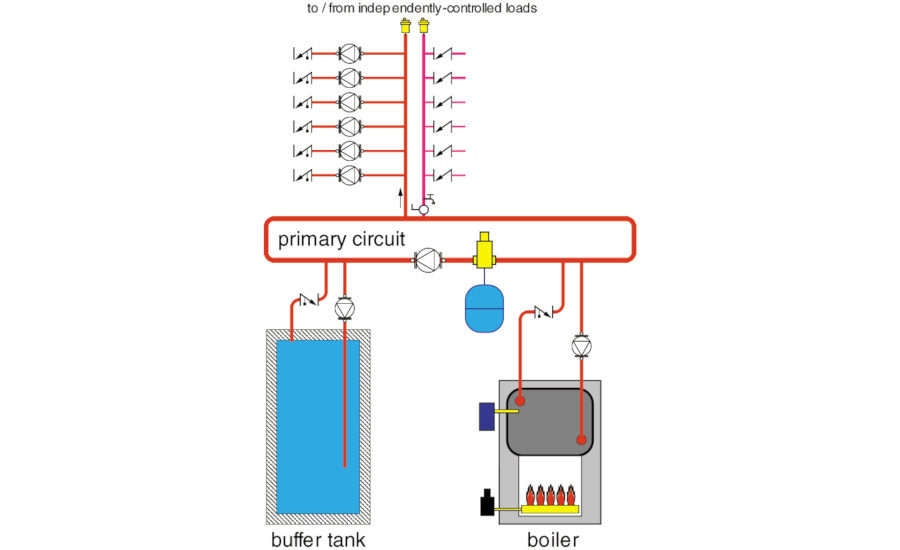 to / from independently-controlled loads
primary circuit
buffer tank
boiler